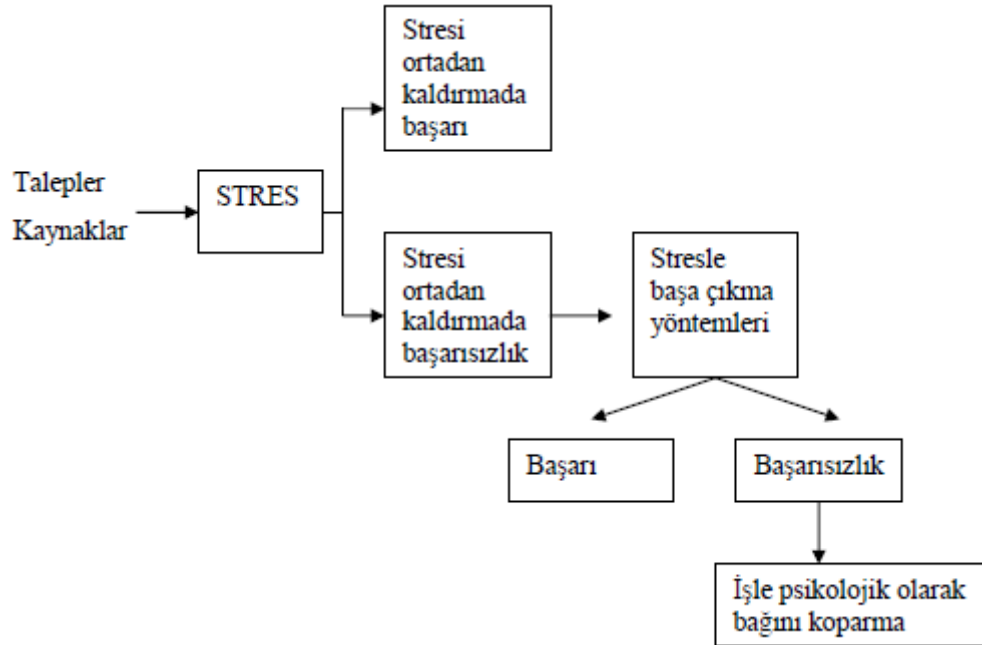 Stresi
ortadan
kaldırmada
başarı
Talepler
Kaynaklar
STRES
Stresi
ortadan
kaldırmada
başarısızlık
Stresle
başa çıkma
yöntemleri
Başarı
Başarısızlık
İşle psikolojik olarak
bağını koparma